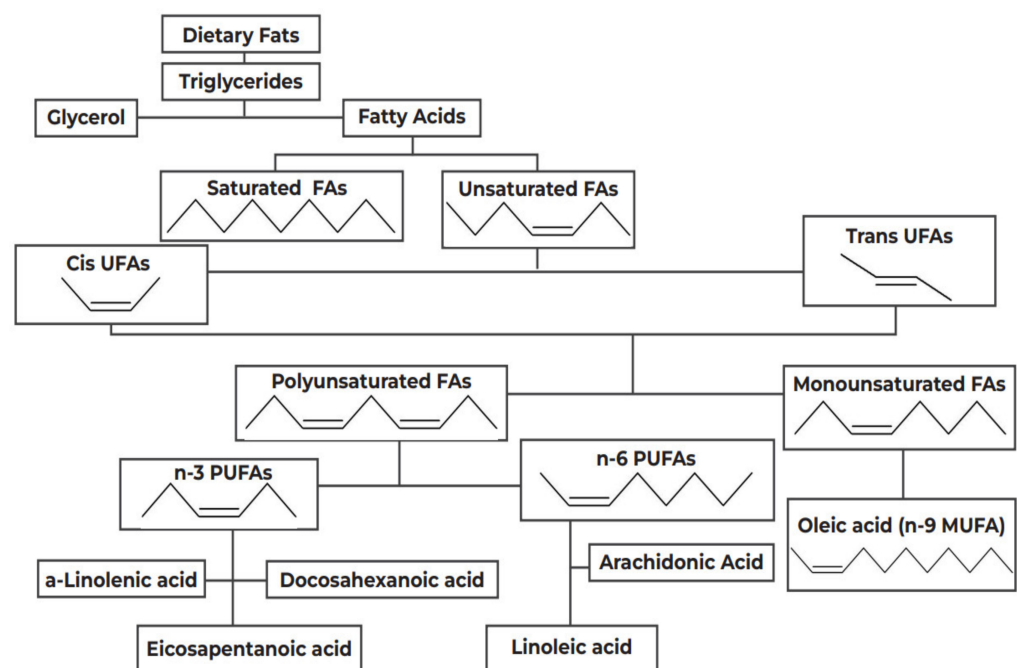 Dietary Fats
Triglycerides
Glycerol
Fatty Acids
Saturated FAs
Unsaturated FAs
Cis UFAs
Trans UFAs
Polyunsaturated FAs
Monounsaturated FAs
n-3 PUFAs
n-6 PUFAs
Oleic acid (n-9 MUFA)
a-Linolenic acid
Docosahexanoic acid
Arachidonic Acid
Eicosapentanoic acid
Linoleic acid